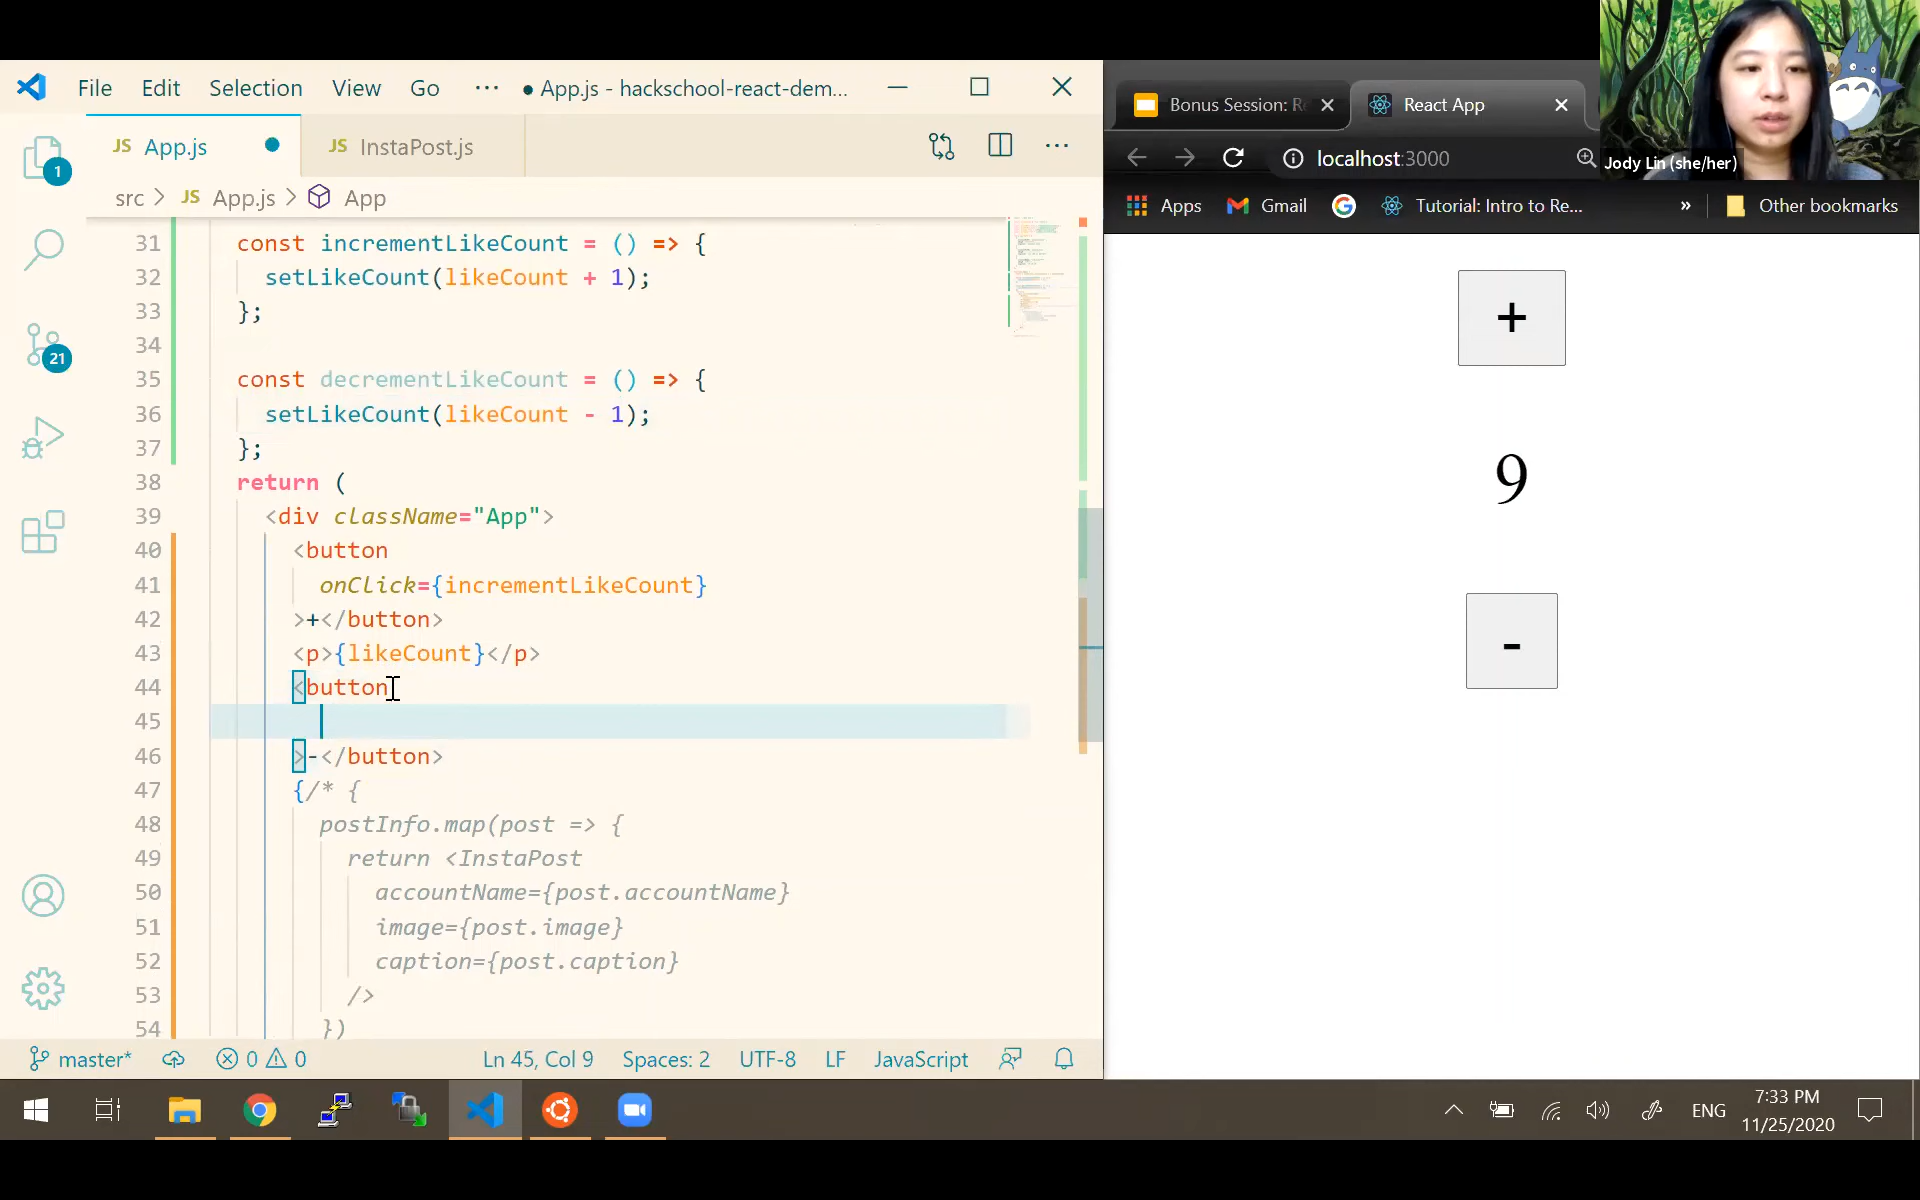 File Edit Selection View Go ··· ● App.js - hackschool-react-dem...
JS App.js ● JS InstaPost.js ···
src > JS App.js > App
31 const incrementLikeCount = () => {
32 setLikeCount(likeCount + 1);
33 };
34
35 const decrementLikeCount = () => {
36 setLikeCount(likeCount - 1);
37 };
38 return (
39 <div className="App">
40 <button
41 onClick={incrementLikeCount}
42 >+</button>
43 <p>{likeCount}</p>
44 <button
45
46 >-</button>
47 {/* {
48 postInfo.map(post => {
49 return <InstaPost
50 accountName={post.accountName}
51 image={post.image}
52 caption={post.caption}
53 />
54 })
1
21
master* 0 0 Ln 45, Col 9 Spaces: 2 UTF-8 LF JavaScript
Bonus Session: Re
React App
localhost:3000
Jody Lin (she/her)
Apps Gmail Tutorial: Intro to Re... » Other bookmarks
+
9
-
ENG
7:33 PM
11/25/2020